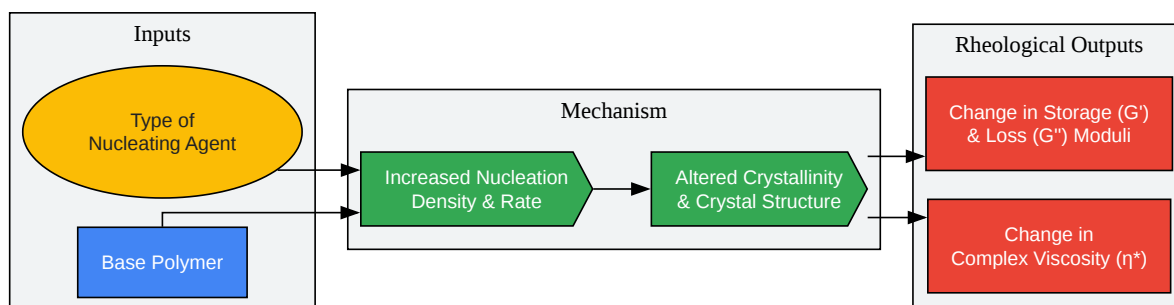 Inputs
Type of
Nucleating Agent
Base Polymer
Mechanism
Increased Nucleation
Density & Rate
Altered Crystallinity
& Crystal Structure
Rheological Outputs
Change in Storage (G')
& Loss (G") Moduli
Change in
Complex Viscosity (η*)